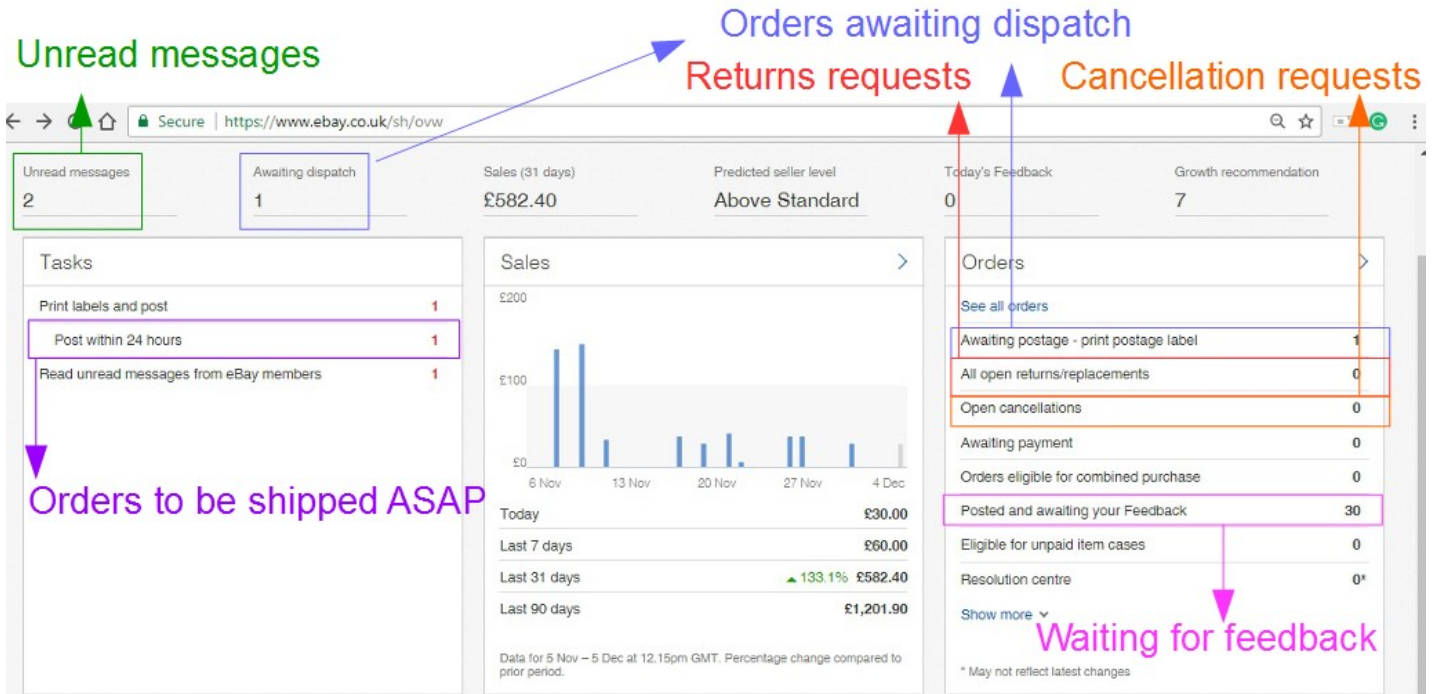 Orders awaiting dispatch
Unread messages
Returns requests
Cancellation requests
Secure | https://www.ebay.co.uk/sh/ovw
Unread messages
2
Awaiting dispatch
1
Sales (31 days)
£582.40
Predicted seller level
Above Standard
Today's Feedback
0
Growth recommendation
7
Tasks
Print labels and post 1
Post within 24 hours 1
Read unread messages from eBay members 1
Orders to be shipped ASAP
Sales
£200
£100
£0
6 Nov 13 Nov 20 Nov 27 Nov 4 Dec
Today £30.00
Last 7 days £60.00
Last 31 days 133.1% £582.40
Last 90 days £1,201.90
Data for 5 Nov – 5 Dec at 12.15pm GMT. Percentage change compared to
prior period.
Orders
See all orders
Awaiting postage - print postage label 1
All open returns/replacements 0
Open cancellations 0
Awaiting payment 0
Orders eligible for combined purchase 0
Posted and awaiting your Feedback 30
Eligible for unpaid item cases 0
Resolution centre 0*
Show more
Waiting for feedback
* May not reflect latest changes